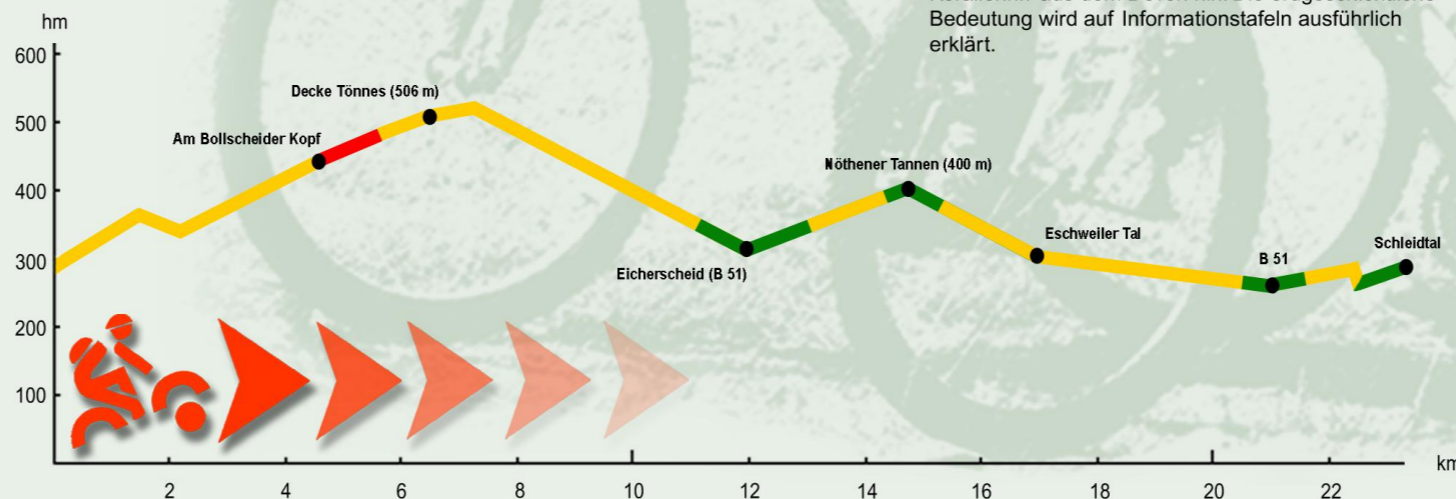 Bedeutung wird auf Informationstafeln ausführlich
erklärt.
hm
600
500
400
300
200
100
Decke Tönnes (506 m)
Am Bollscheider Kopf
Nöthener Tannen (400 m)
Eicherscheid (B 51)
Eschweiler Tal
B 51
Schleidtal
2 4 6 8 10 12 14 16 18 20 22
km